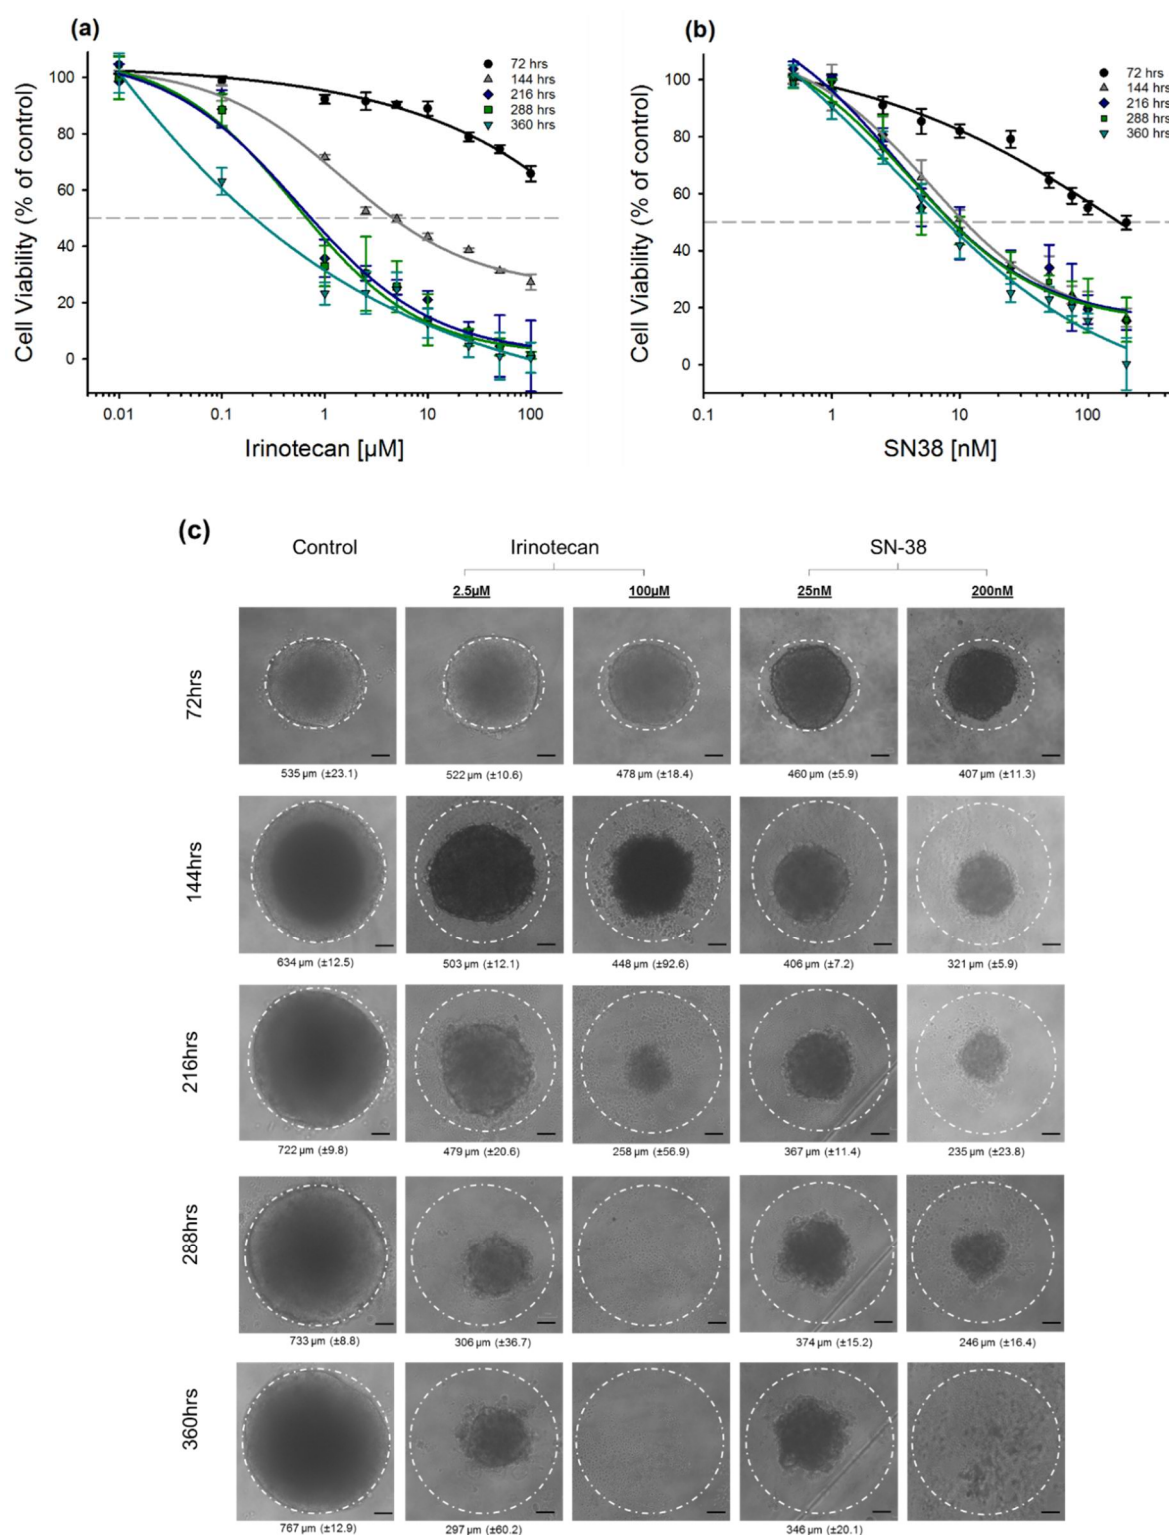 (a)
Cell Viability (% of control)
100
80
60
40
20
0
72 hrs
144 hrs
216 hrs
288 hrs
360 hrs
0.01 0.1 1 10 100
Irinotecan [µM]
(b)
Cell Viability (% of control)
100
80
60
40
20
0
72 hrs
144 hrs
216 hrs
288 hrs
360 hrs
0.1 1 10 100
SN38 [nM]
(c)
Control Irinotecan SN-38
2.5µM 100µM 25nM 200nM
72hrs
535 µm (±23.1) 522 µm (±10.6) 478 µm (±18.4) 460 µm (±5.9) 407 µm (±11.3)
144hrs
634 µm (±12.5) 503 µm (±12.1) 448 µm (±92.6) 406 µm (±7.2) 321 µm (±5.9)
216hrs
722 µm (±9.8) 479 µm (±20.6) 258 µm (±56.9) 367 µm (±11.4) 235 µm (±23.8)
288hrs
733 µm (±8.8) 306 µm (±36.7) 374 µm (±15.2) 246 µm (±16.4)
360hrs
767 µm (±12.9) 297 µm (±60.2) 346 µm (±20.1)